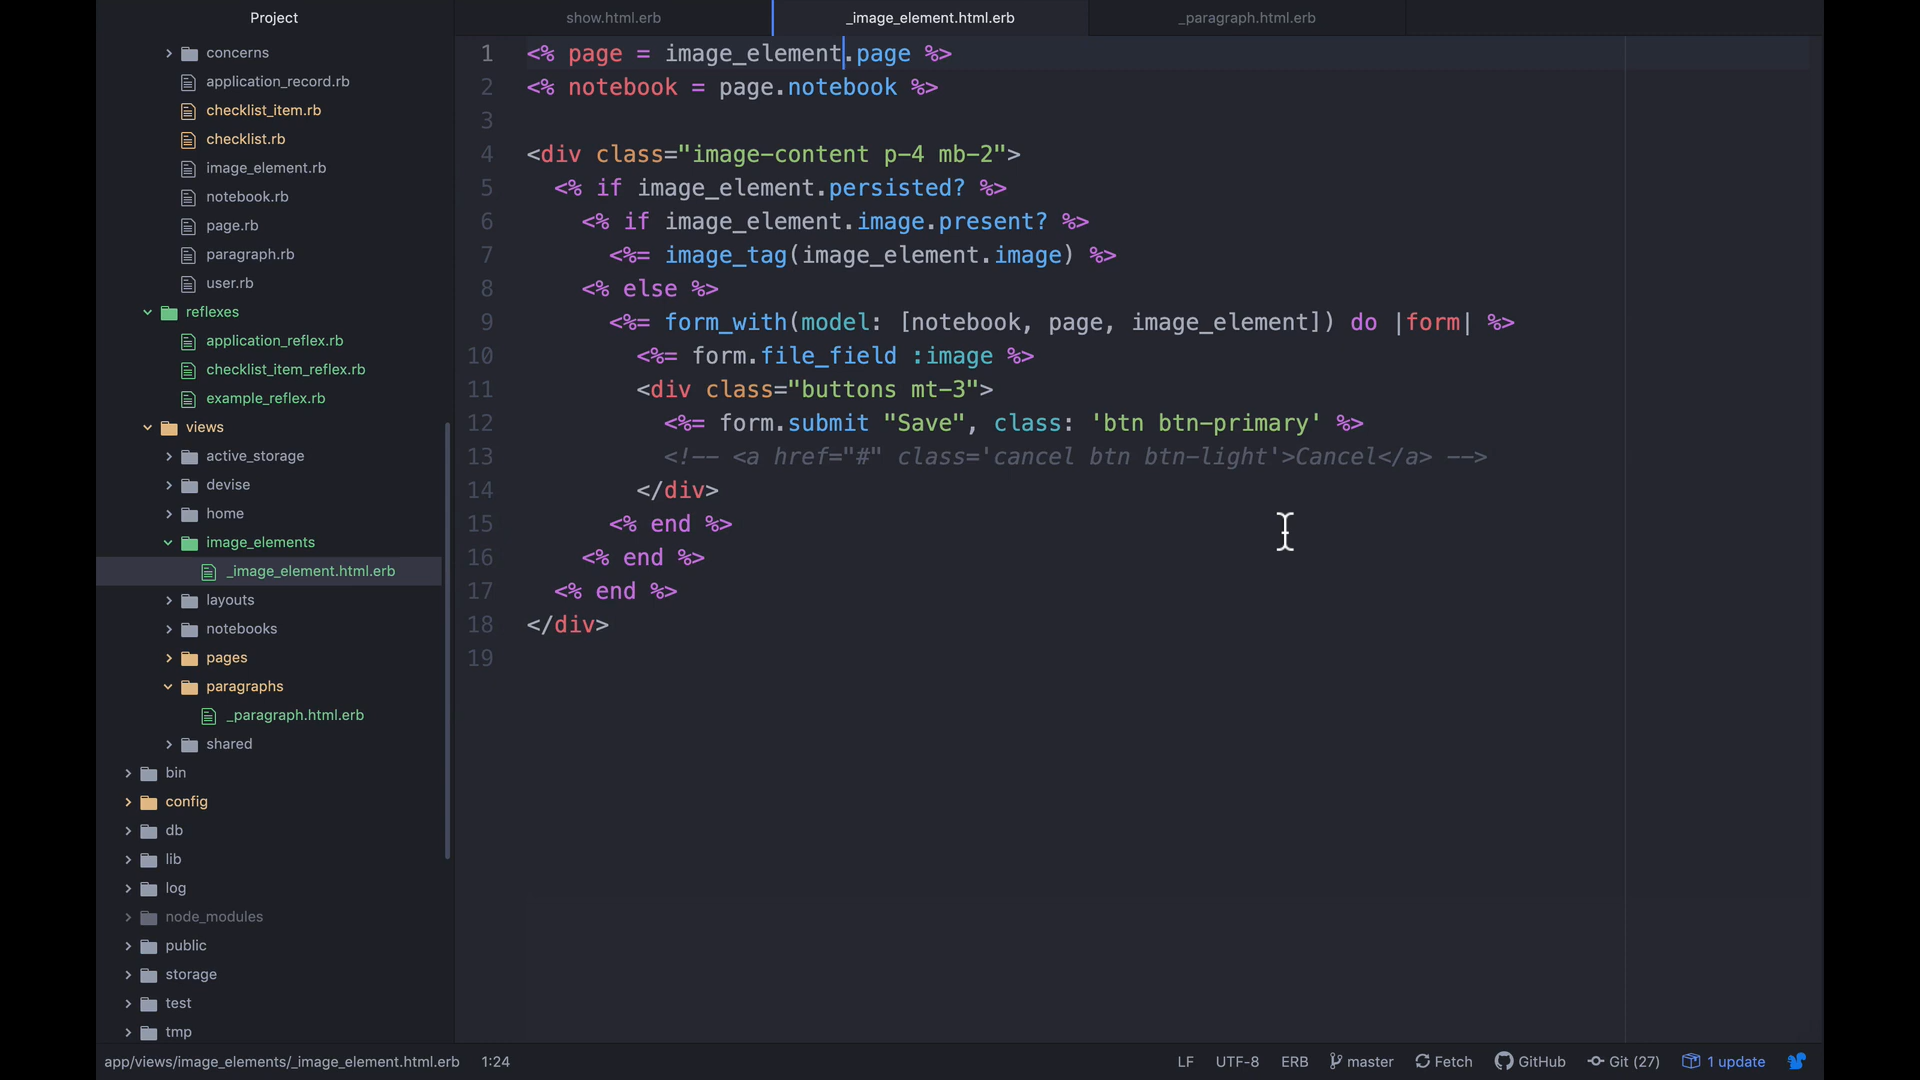 Project
show.html.erb
_image_element.html.erb
_paragraph.html.erb
concerns
application_record.rb
checklist_item.rb
checklist.rb
image_element.rb
notebook.rb
page.rb
paragraph.rb
user.rb
reflexes
application_reflex.rb
checklist_item_reflex.rb
example_reflex.rb
views
active_storage
devise
home
image_elements
_image_element.html.erb
layouts
notebooks
pages
paragraphs
_paragraph.html.erb
shared
bin
config
db
lib
log
node_modules
public
storage
test
tmp
1 <% page = image_element.page %>
2 <% notebook = page.notebook %>
3
4 <div class="image-content p-4 mb-2">
5 <% if image_element.persisted? %>
6 <% if image_element.image.present? %>
7 <%= image_tag(image_element.image) %>
8 <% else %>
9 <%= form_with(model: [notebook, page, image_element]) do |form| %>
10 <%= form.file_field :image %>
11 <div class="buttons mt-3">
12 <%= form.submit "Save", class: 'btn btn-primary' %>
13 <!-- <a href="#" class='cancel btn btn-light'>Cancel</a> -->
14 </div>
15 <% end %>
16 <% end %>
17 <% end %>
18 </div>
19
app/views/image_elements/_image_element.html.erb 1:24 LF UTF-8 ERB master Fetch GitHub Git (27) 1 update